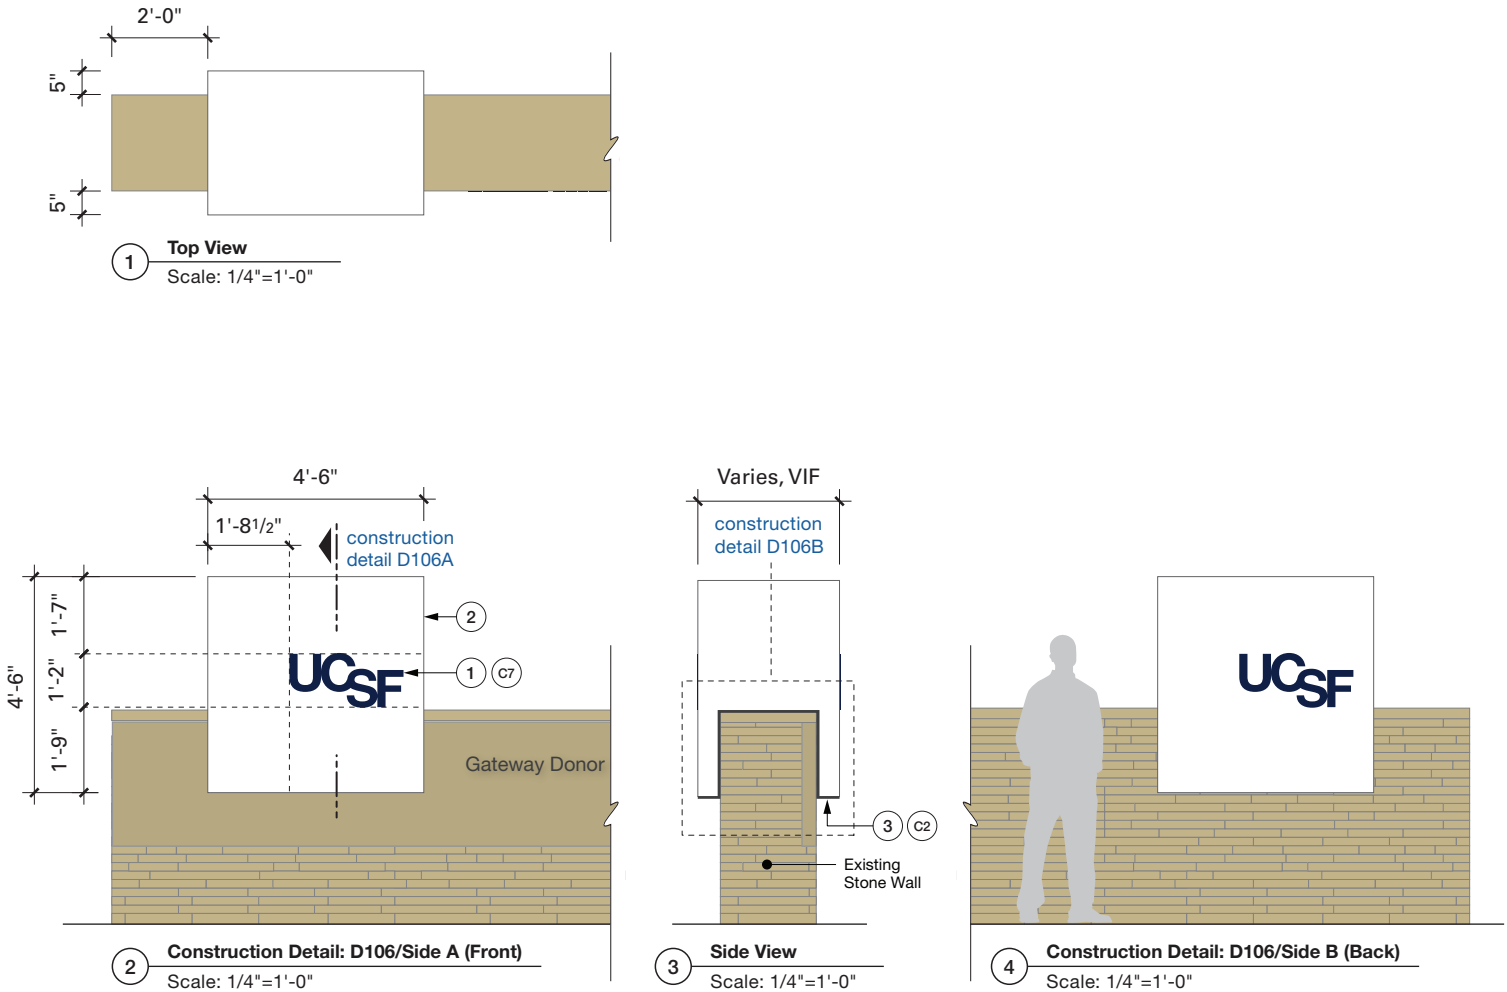 2'-0"
5"
5"
1
Top View
Scale: 1/4"=1'-0"
4'-6"
1'-81/2"
construction
detail D106A
4'-6"
1'-7"
1'-2"
1'-9"
2
UCSF
1 C7
Gateway Donor
2
Construction Detail: D106/Side A (Front)
Scale: 1/4"=1'-0"
Varies, VIF
construction
detail D106B
3 C2
Existing
Stone Wall
3
Side View
Scale: 1/4"=1'-0"
UCSF
4
Construction Detail: D106/Side B (Back)
Scale: 1/4"=1'-0"